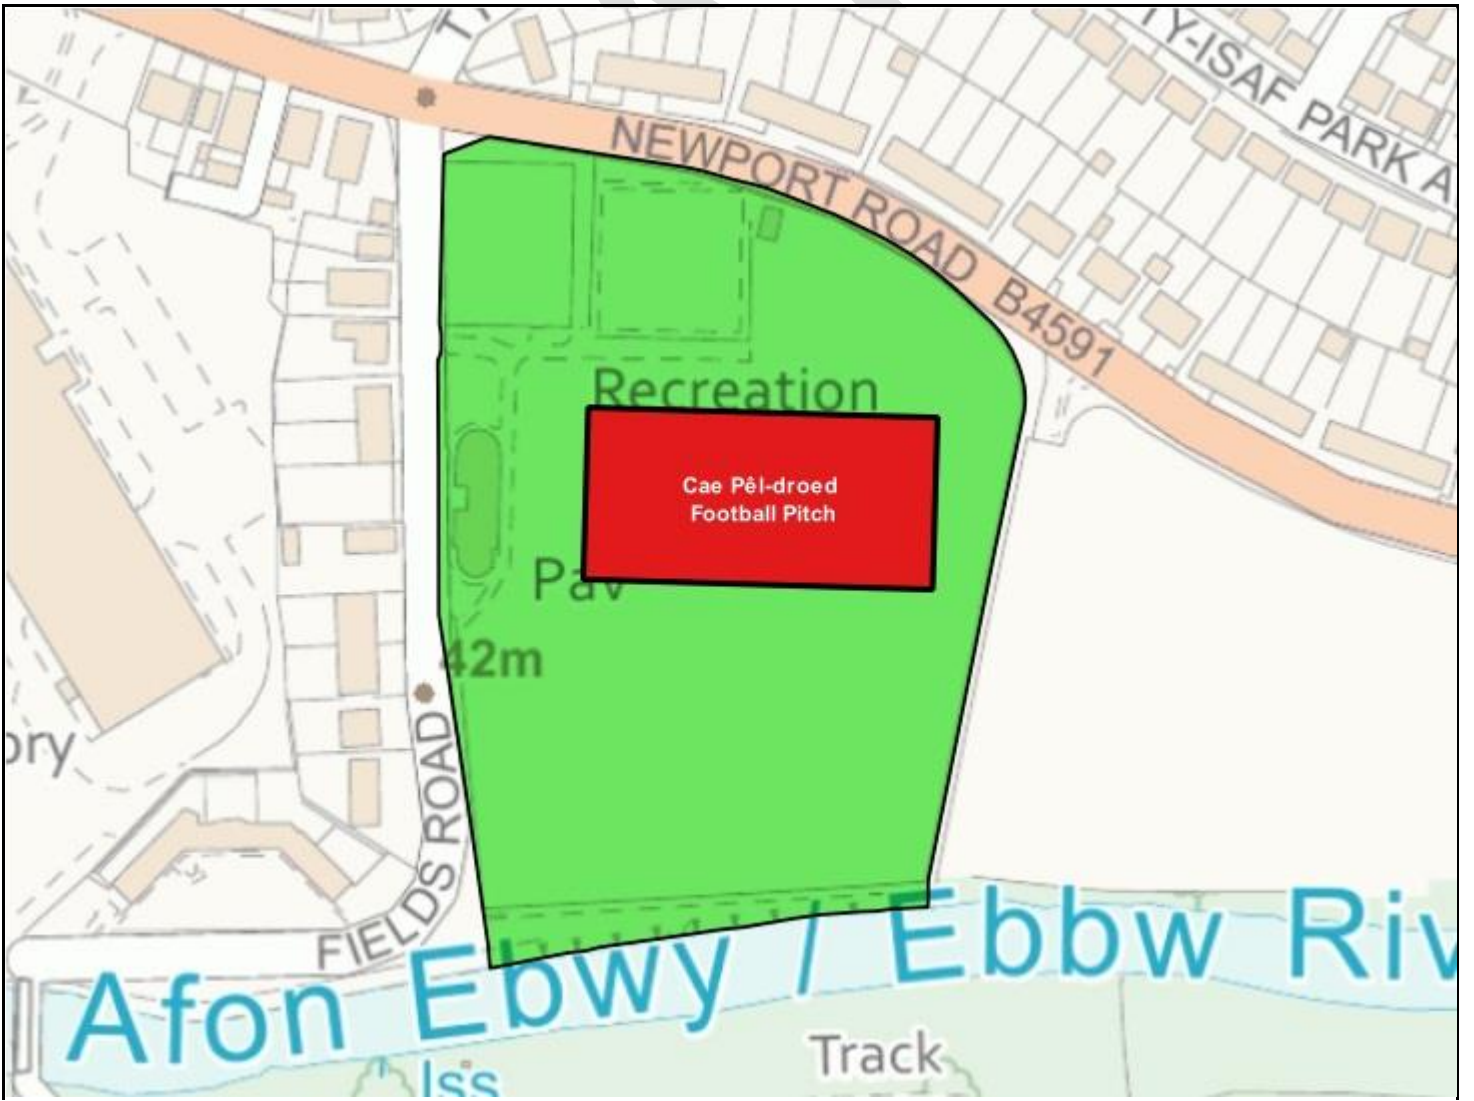 TY-ISAF PARK A
NEWPORT ROAD B4591
Recreation
Cae Pêl-droed
Football Pitch
Pav
42m
ory
FIELDS ROAD
Afon Ebwy / Ebbw Riv
Iss
Track